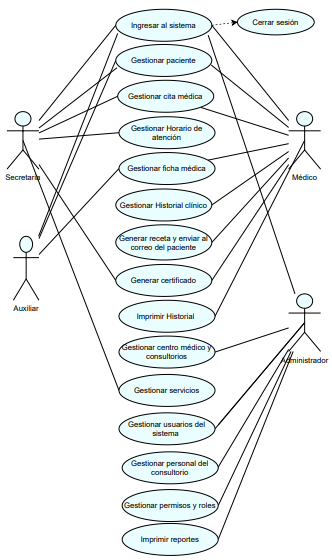 Ingresar al sistema
Cerrar sesión
Gestionar paciente
Gestionar cita médica
Gestionar Horario de
atención
Secretaria
Médico
Gestionar ficha médica
Gestionar Historial clínico
Generar receta y enviar al
correo del paciente
Generar certificado
Auxiliar
Imprimir Historial
Gestionar centro médico y
consultorios
Administrador
Gestionar servicios
Gestionar usuarios del
sistema
Gestionar personal del
consultorio
Gestionar permisos y roles
Imprimir reportes